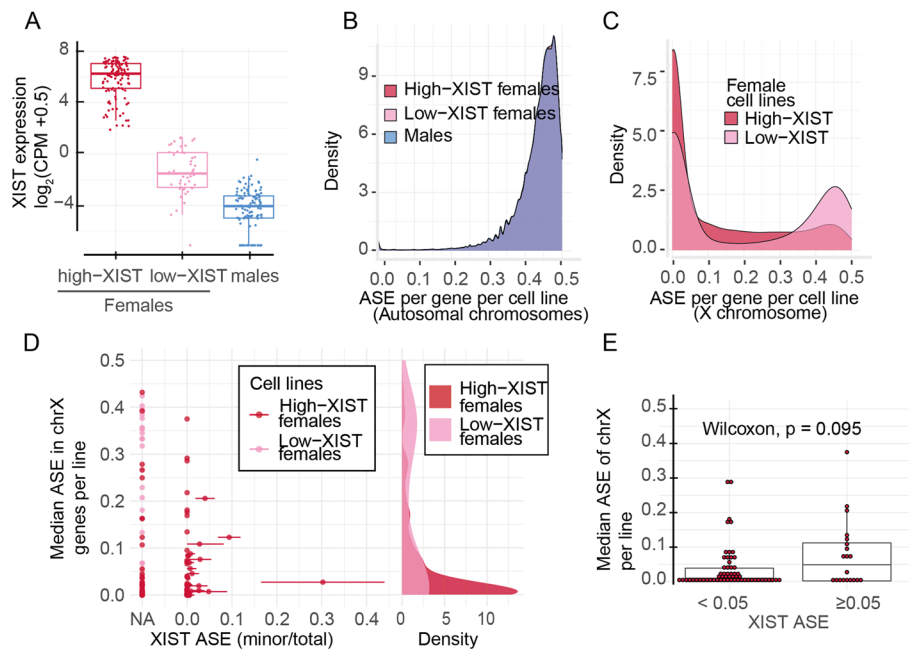 A
XIST expression
log2(CPM +0.5)
8
4
0
−4
high−XIST
low−XIST
males
Females
B
Density
9
6
3
0
High−XIST females
Low−XIST females
Males
0.0 0.1 0.2 0.3 0.4 0.5
ASE per gene per cell line
(Autosomal chromosomes)
C
Density
7.5
5.0
2.5
0.0
Female
cell lines
High−XIST
Low−XIST
0.0 0.1 0.2 0.3 0.4 0.5
ASE per gene per cell line
(X chromosome)
D
Median ASE in chrX
genes per line
0.5
0.4
0.3
0.2
0.1
0.0
Cell lines
High−XIST
females
Low−XIST
females
NA 0.0 0.1 0.2 0.3 0.4
XIST ASE (minor/total)
High−XIST
females
Low−XIST
females
0 5 10
Density
E
Median ASE of chrX
per line
0.5
0.4
0.3
0.2
0.1
0.0
Wilcoxon, p = 0.095
< 0.05
≥0.05
XIST ASE